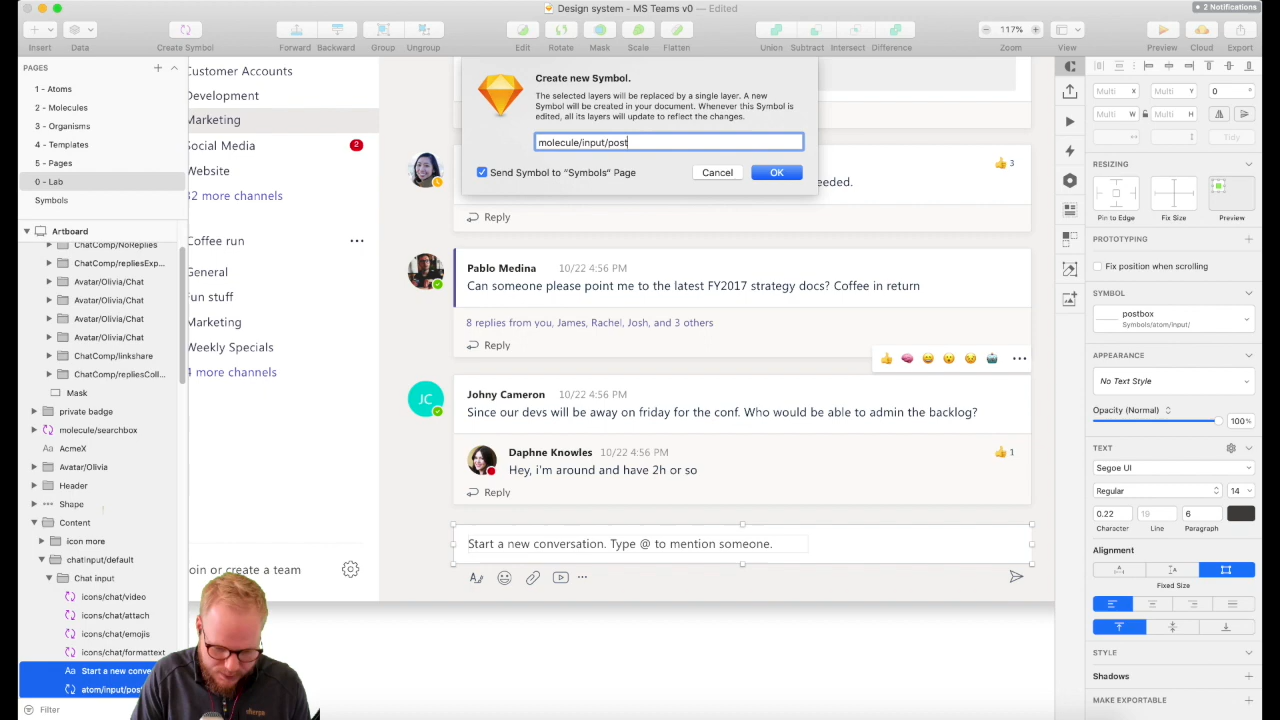 Design system - MS Teams v0 — Edited
2 Notifications
Insert
Data
Create Symbol
Forward
Backward
Group
Ungroup
Edit
Rotate
Mask
Scale
Flatten
Union
Subtract
Intersect
Difference
117%
Zoom
View
Preview
Cloud
Export
PAGES
1 - Atoms
2 - Molecules
3 - Organisms
4 - Templates
5 - Pages
0 - Lab
Symbols
Artboard
ChatComp/NoReplies
ChatComp/repliesExp...
Avatar/Olivia/Chat
Avatar/Olivia/Chat
Avatar/Olivia/Chat
Avatar/Olivia/Chat
ChatComp/linkshare
ChatComp/repliesColl...
Mask
private badge
molecule/searchbox
Aa AcmeX
Avatar/Olivia
Header
Shape
Content
icon more
chatinput/default
Chat input
icons/chat/video
icons/chat/attach
icons/chat/emojis
icons/chat/formattext
Aa Start a new conve
atom/input/pos
Filter
Customer Accounts
Development
Marketing
Social Media
2
Website
32 more channels
Coffee run
General
Fun stuff
Marketing
Weekly Specials
4 more channels
oin or create a team
Create new Symbol.
The selected layers will be replaced by a single layer. A new
Symbol will be created in your document. Whenever this Symbol is
edited, all its layers will update to reflect the changes.
molecule/input/post
Send Symbol to “Symbols” Page
Cancel
OK
3
eeded.
Reply
Pablo Medina 10/22 4:56 PM
Can someone please point me to the latest FY2017 strategy docs? Coffee in return
8 replies from you, James, Rachel, Josh, and 3 others
Reply
JC
Johny Cameron 10/22 4:56 PM
Since our devs will be away on friday for the conf. Who would be able to admin the backlog?
Daphne Knowles 10/22 4:56 PM
1
Hey, i'm around and have 2h or so
Reply
Start a new conversation. Type @ to mention someone.
Multi X
Multi Y
0 °
Multi W
Multi H
Tidy
RESIZING
Pin to Edge
Fix Size
Preview
PROTOTYPING
Fix position when scrolling
SYMBOL
postbox
Symbols/atom/input/
APPEARANCE
No Text Style
Opacity (Normal)
100%
TEXT
Segoe UI
Regular
14
0.22
19
6
Character
Line
Paragraph
Alignment
Fixed Size
STYLE
Shadows
MAKE EXPORTABLE